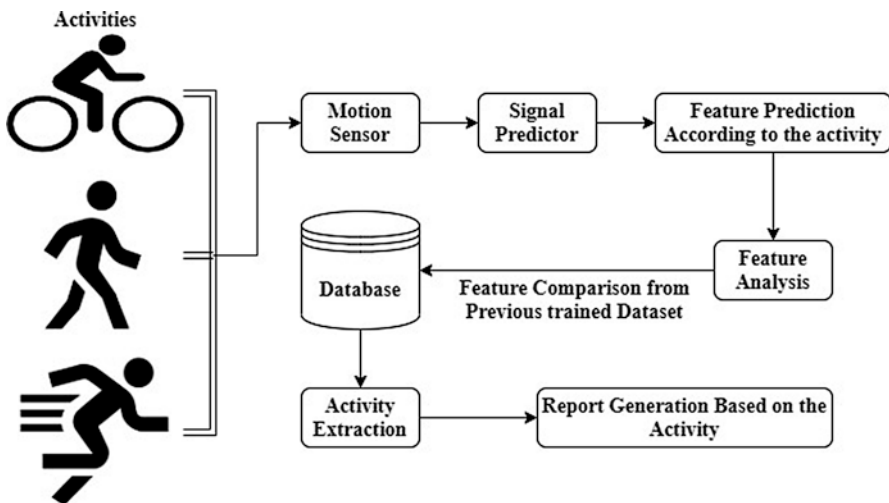 Activities
Motion
Sensor
Signal
Predictor
Feature Prediction
According to the activity
Feature
Analysis
Feature Comparison from
Previous trained Dataset
Database
Activity
Extraction
Report Generation Based on the
Activity